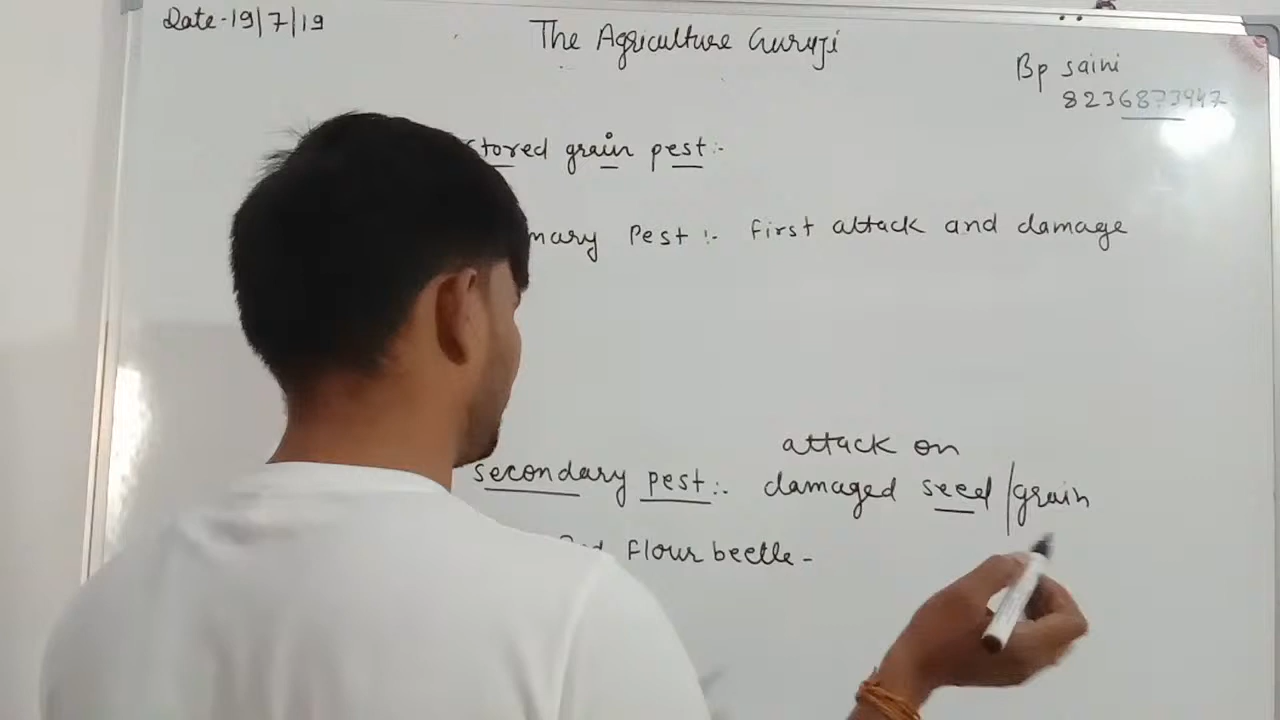 Date-19/7/19
The Agriculture Guruji
Bp saini
8236873947
stored grain pest:-
mary Pest :- first attack and damage
attack on
secondary pest:- damaged seed/grain
flour beetle-